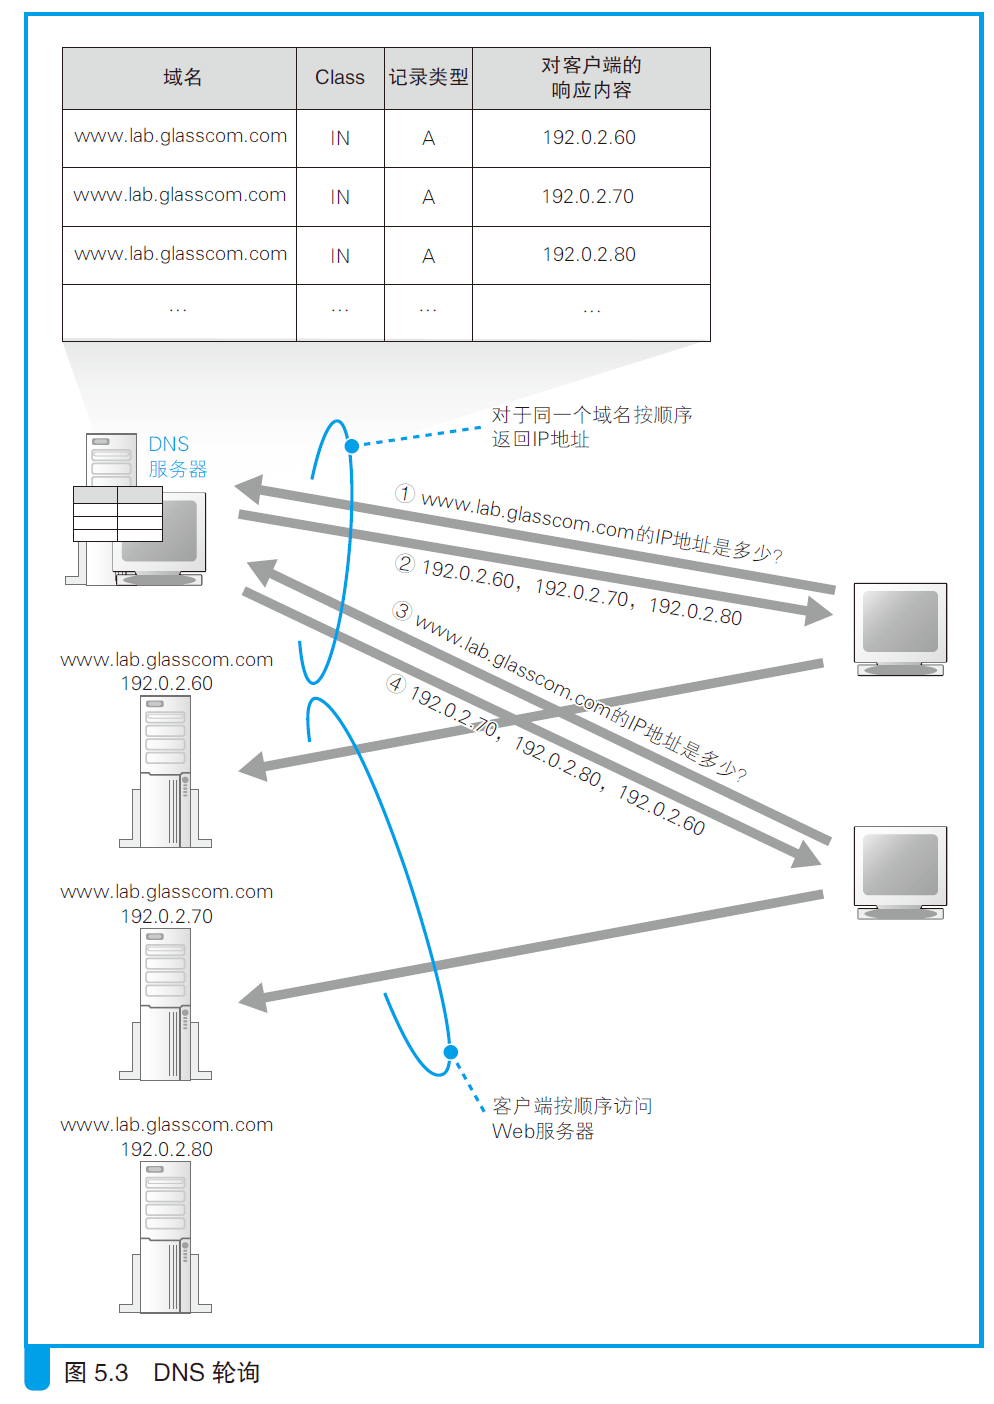 域名 Class 记录类型 对客户端的
响应内容
www.lab.glasscom.com IN A 192.0.2.60
www.lab.glasscom.com IN A 192.0.2.70
www.lab.glasscom.com IN A 192.0.2.80
… … … …
对于同一个域名按顺序
返回IP地址
DNS
服务器
① www.lab.glasscom.com的IP地址是多少?
② 192.0.2.60，192.0.2.70，192.0.2.80
③ www.lab.glasscom.com的IP地址是多少?
④ 192.0.2.70，192.0.2.80，192.0.2.60
www.lab.glasscom.com
192.0.2.60
www.lab.glasscom.com
192.0.2.70
客户端按顺序访问
Web服务器
www.lab.glasscom.com
192.0.2.80
图 5.3 DNS 轮询